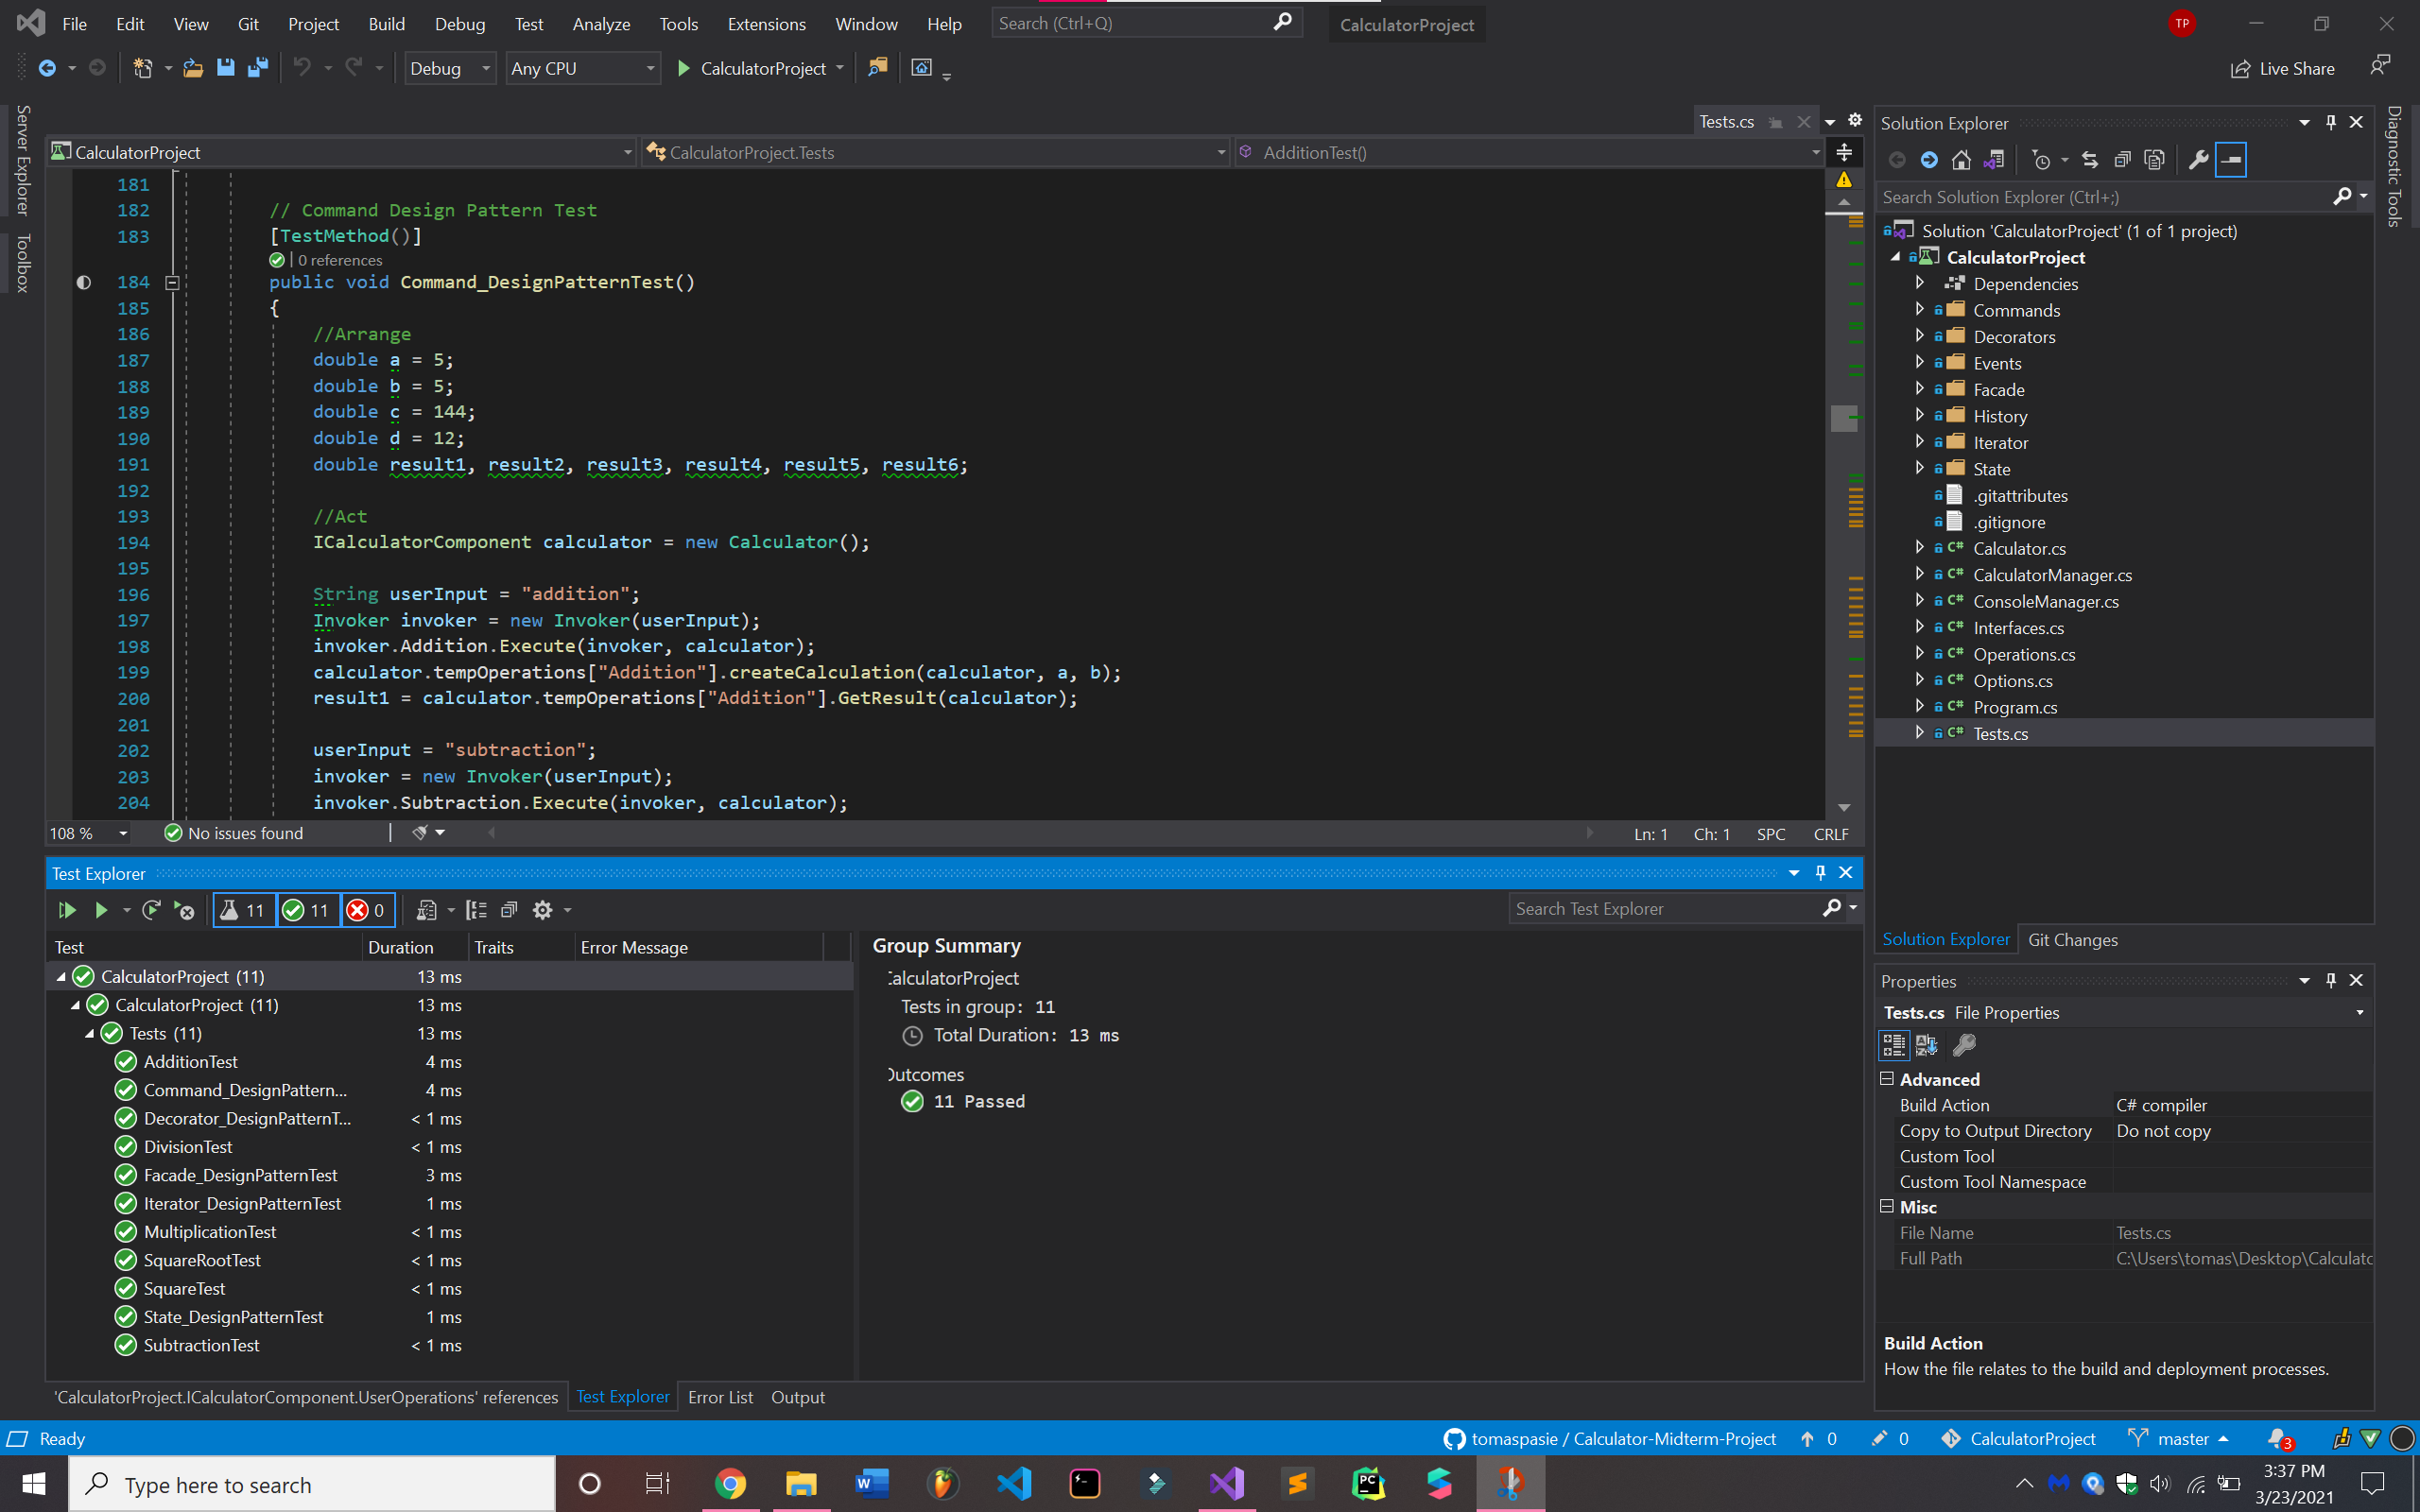 File Edit View Git Project Build Debug Test Analyze Tools Extensions Window Help Search (Ctrl+Q) CalculatorProject TP
Debug Any CPU CalculatorProject Live Share
Server Explorer
Toolbox
Tests.cs
CalculatorProject CalculatorProject.Tests AdditionTest()
181
182 // Command Design Pattern Test
183 [TestMethod()]
| 0 references
184 public void Command_DesignPatternTest()
185 {
186 //Arrange
187 double a = 5;
188 double b = 5;
189 double c = 144;
190 double d = 12;
191 double result1, result2, result3, result4, result5, result6;
192
193 //Act
194 ICalculatorComponent calculator = new Calculator();
195
196 String userInput = "addition";
197 Invoker invoker = new Invoker(userInput);
198 invoker.Addition.Execute(invoker, calculator);
199 calculator.tempOperations["Addition"].createCalculation(calculator, a, b);
200 result1 = calculator.tempOperations["Addition"].GetResult(calculator);
201
202 userInput = "subtraction";
203 invoker = new Invoker(userInput);
204 invoker.Subtraction.Execute(invoker, calculator);
108 % No issues found Ln: 1 Ch: 1 SPC CRLF
Test Explorer
11 11 0 Search Test Explorer
Test Duration Traits Error Message
CalculatorProject (11) 13 ms
CalculatorProject (11) 13 ms
Tests (11) 13 ms
AdditionTest 4 ms
Command_DesignPattern... 4 ms
Decorator_DesignPatternT... < 1 ms
DivisionTest < 1 ms
Facade_DesignPatternTest 3 ms
Iterator_DesignPatternTest 1 ms
MultiplicationTest < 1 ms
SquareRootTest < 1 ms
SquareTest < 1 ms
State_DesignPatternTest 1 ms
SubtractionTest < 1 ms
Group Summary
CalculatorProject
Tests in group: 11
Total Duration: 13 ms
Outcomes
11 Passed
'CalculatorProject.ICalculatorComponent.UserOperations' references Test Explorer Error List Output
Solution Explorer
Search Solution Explorer (Ctrl+;)
Solution 'CalculatorProject' (1 of 1 project)
CalculatorProject
Dependencies
Commands
Decorators
Events
Facade
History
Iterator
State
.gitattributes
.gitignore
C# Calculator.cs
C# CalculatorManager.cs
C# ConsoleManager.cs
C# Interfaces.cs
C# Operations.cs
C# Options.cs
C# Program.cs
C# Tests.cs
Solution Explorer Git Changes
Properties
Tests.cs File Properties
Advanced
Build Action C# compiler
Copy to Output Directory Do not copy
Custom Tool
Custom Tool Namespace
Misc
File Name Tests.cs
Full Path C:\Users\tomas\Desktop\Calculatc
Build Action
How the file relates to the build and deployment processes.
Diagnostic Tools
Ready tomaspasie / Calculator-Midterm-Project 0 0 CalculatorProject master 3
Type here to search
3:37 PM
3/23/2021